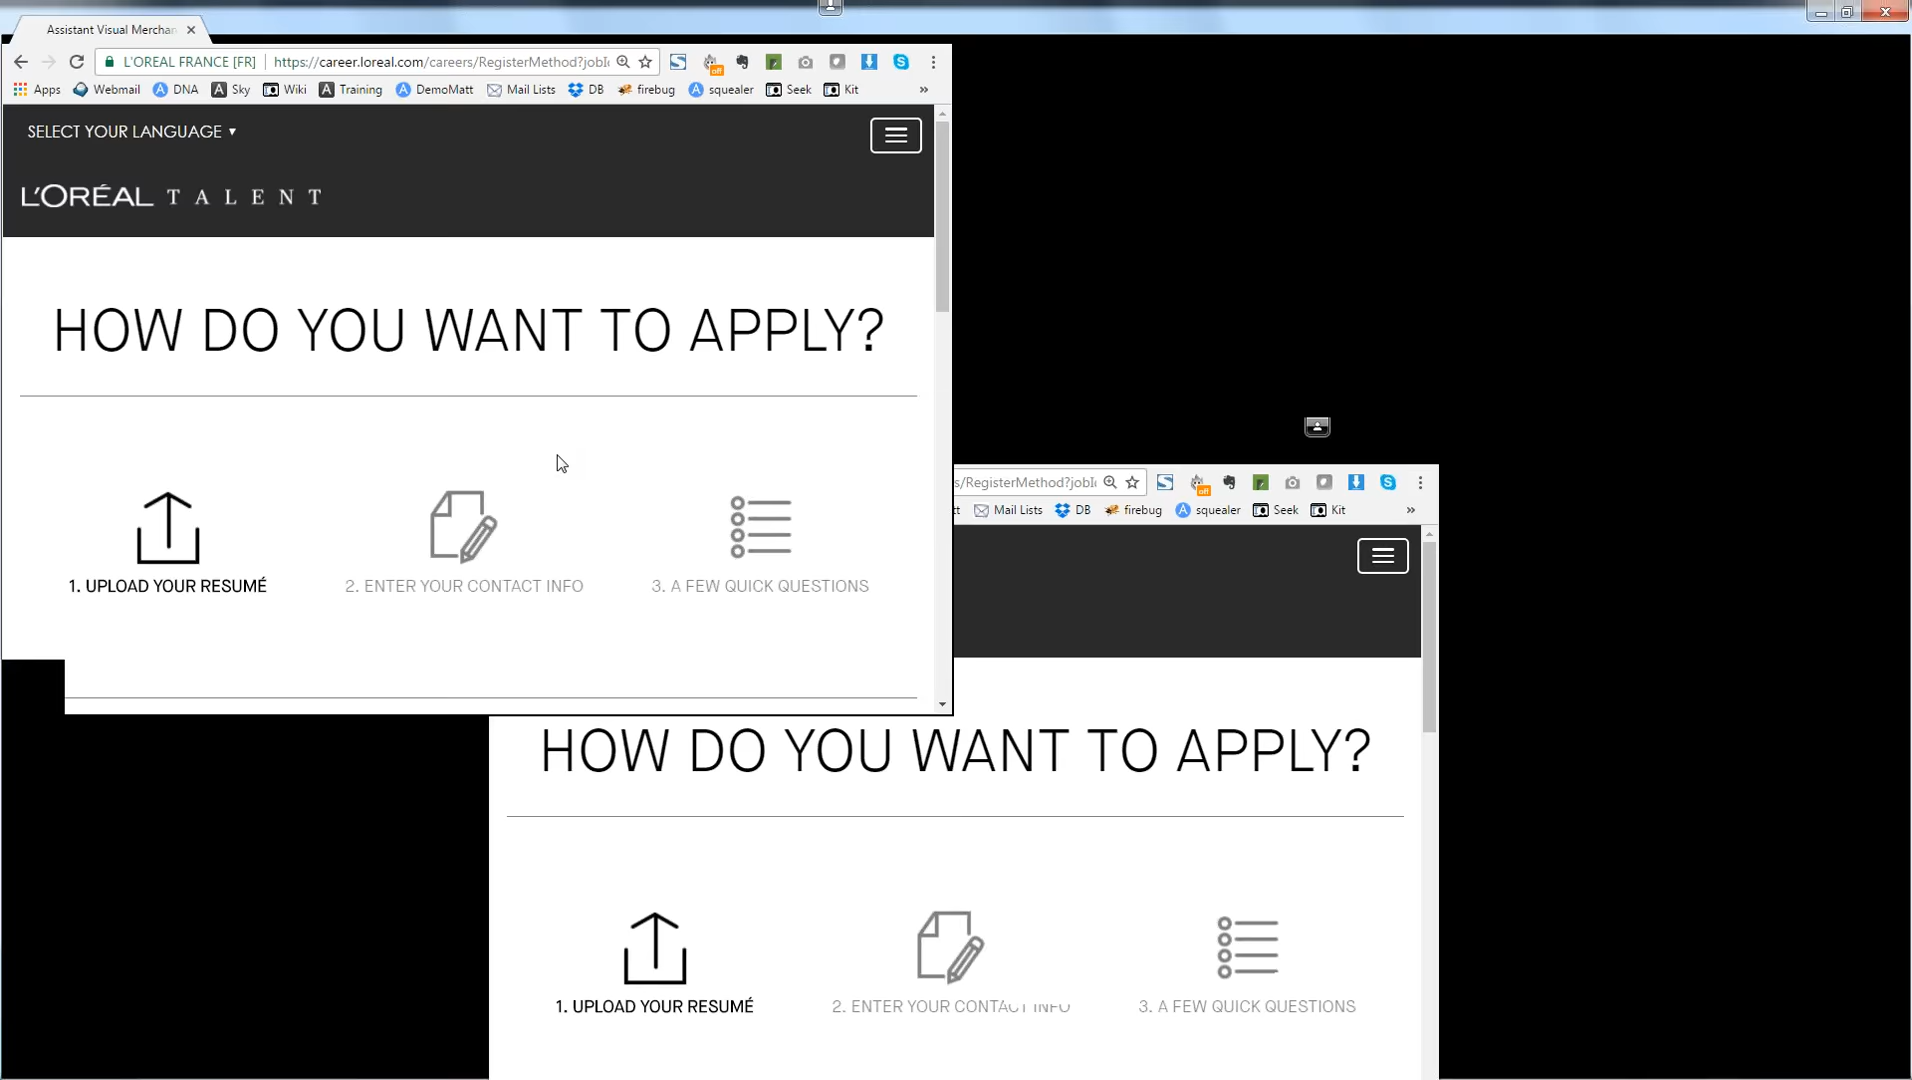 Assistant Visual Merchan
L'OREAL FRANCE [FR] https://career.loreal.com/careers/RegisterMethod?jobI
Apps Webmail DNA Sky Wiki Training DemoMatt Mail Lists DB firebug squealer Seek Kit »
SELECT YOUR LANGUAGE ▼
L'ORÉAL TALENT
HOW DO YOU WANT TO APPLY?
1. UPLOAD YOUR RESUMÉ
2. ENTER YOUR CONTACT INFO
3. A FEW QUICK QUESTIONS
s/RegisterMethod?jobI
tt Mail Lists DB firebug squealer Seek Kit »
HOW DO YOU WANT TO APPLY?
1. UPLOAD YOUR RESUMÉ
2. ENTER YOUR CONTACT INFO
3. A FEW QUICK QUESTIONS